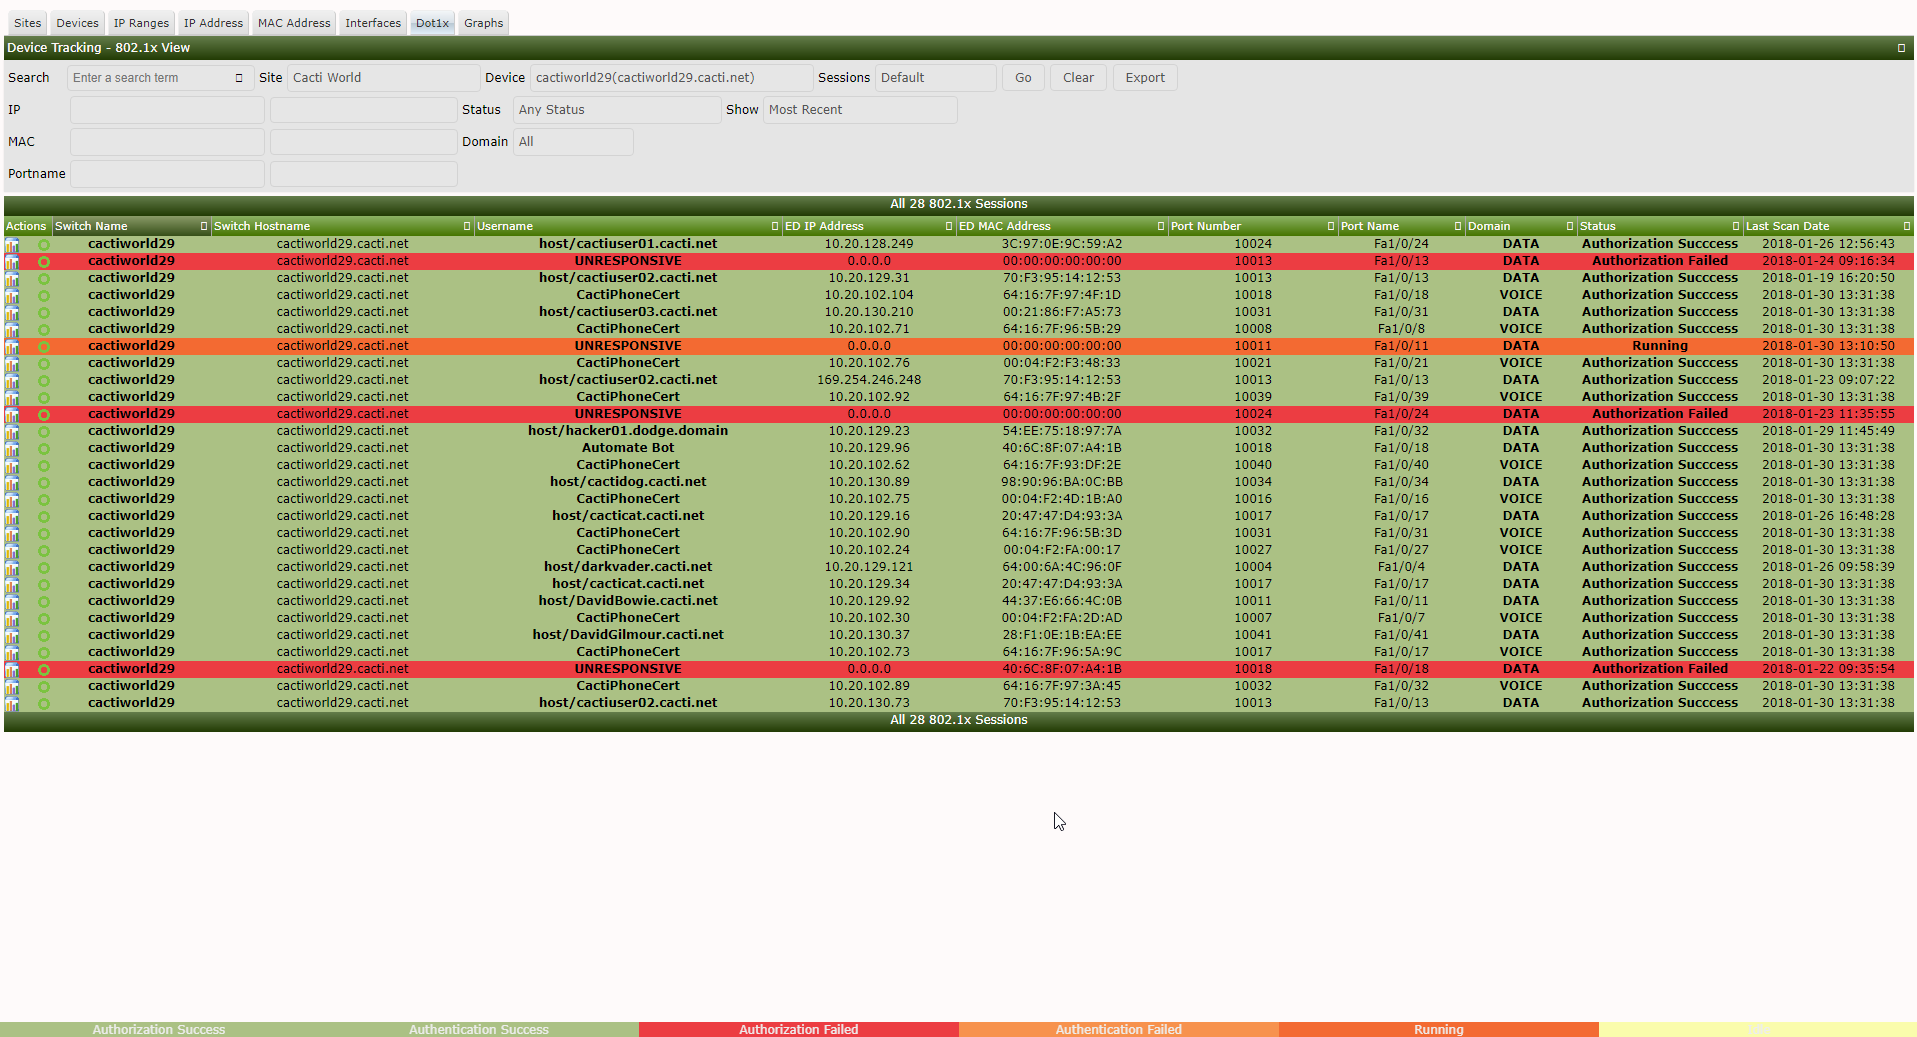 Sites Devices IP Ranges IP Address MAC Address Interfaces Dot1x Graphs
Device Tracking - 802.1x View
Search Enter a search term Site Cacti World Device cactiworld29(cactiworld29.cacti.net) Sessions Default Go Clear Export
IP Status Any Status Show Most Recent
MAC Domain All
Portname
All 28 802.1x Sessions
Actions Switch Name Switch Hostname Username ED IP Address ED MAC Address Port Number Port Name Domain Status Last Scan Date
cactiworld29 cactiworld29.cacti.net host/cactiuser01.cacti.net 10.20.128.249 3C:97:0E:9C:59:A2 10024 Fa1/0/24 DATA Authorization Succcess 2018-01-26 12:56:43
cactiworld29 cactiworld29.cacti.net UNRESPONSIVE 0.0.0.0 00:00:00:00:00:00 10013 Fa1/0/13 DATA Authorization Failed 2018-01-24 09:16:34
cactiworld29 cactiworld29.cacti.net host/cactiuser02.cacti.net 10.20.129.31 70:F3:95:14:12:53 10013 Fa1/0/13 DATA Authorization Succcess 2018-01-19 16:20:50
cactiworld29 cactiworld29.cacti.net CactiPhoneCert 10.20.102.104 64:16:7F:97:4F:1D 10018 Fa1/0/18 VOICE Authorization Succcess 2018-01-30 13:31:38
cactiworld29 cactiworld29.cacti.net host/cactiuser03.cacti.net 10.20.130.210 00:21:86:F7:A5:73 10031 Fa1/0/31 DATA Authorization Succcess 2018-01-30 13:31:38
cactiworld29 cactiworld29.cacti.net CactiPhoneCert 10.20.102.71 64:16:7F:96:5B:29 10008 Fa1/0/8 VOICE Authorization Succcess 2018-01-30 13:31:38
cactiworld29 cactiworld29.cacti.net UNRESPONSIVE 0.0.0.0 00:00:00:00:00:00 10011 Fa1/0/11 DATA Running 2018-01-30 13:10:50
cactiworld29 cactiworld29.cacti.net CactiPhoneCert 10.20.102.76 00:04:F2:F3:48:33 10021 Fa1/0/21 VOICE Authorization Succcess 2018-01-30 13:31:38
cactiworld29 cactiworld29.cacti.net host/cactiuser02.cacti.net 169.254.246.248 70:F3:95:14:12:53 10013 Fa1/0/13 DATA Authorization Succcess 2018-01-23 09:07:22
cactiworld29 cactiworld29.cacti.net CactiPhoneCert 10.20.102.92 64:16:7F:97:4B:2F 10039 Fa1/0/39 VOICE Authorization Succcess 2018-01-30 13:31:38
cactiworld29 cactiworld29.cacti.net UNRESPONSIVE 0.0.0.0 00:00:00:00:00:00 10024 Fa1/0/24 DATA Authorization Failed 2018-01-23 11:35:55
cactiworld29 cactiworld29.cacti.net host/hacker01.dodge.domain 10.20.129.23 54:EE:75:18:97:7A 10032 Fa1/0/32 DATA Authorization Succcess 2018-01-29 11:45:49
cactiworld29 cactiworld29.cacti.net Automate Bot 10.20.129.96 40:6C:8F:07:A4:1B 10018 Fa1/0/18 DATA Authorization Succcess 2018-01-30 13:31:38
cactiworld29 cactiworld29.cacti.net CactiPhoneCert 10.20.102.62 64:16:7F:93:DF:2E 10040 Fa1/0/40 VOICE Authorization Succcess 2018-01-30 13:31:38
cactiworld29 cactiworld29.cacti.net host/cactidog.cacti.net 10.20.130.89 98:90:96:BA:0C:BB 10034 Fa1/0/34 DATA Authorization Succcess 2018-01-30 13:31:38
cactiworld29 cactiworld29.cacti.net CactiPhoneCert 10.20.102.75 00:04:F2:4D:1B:A0 10016 Fa1/0/16 VOICE Authorization Succcess 2018-01-30 13:31:38
cactiworld29 cactiworld29.cacti.net host/cacticat.cacti.net 10.20.129.16 20:47:47:D4:93:3A 10017 Fa1/0/17 DATA Authorization Succcess 2018-01-26 16:48:28
cactiworld29 cactiworld29.cacti.net CactiPhoneCert 10.20.102.90 64:16:7F:96:5B:3D 10031 Fa1/0/31 VOICE Authorization Succcess 2018-01-30 13:31:38
cactiworld29 cactiworld29.cacti.net CactiPhoneCert 10.20.102.24 00:04:F2:FA:00:17 10027 Fa1/0/27 VOICE Authorization Succcess 2018-01-30 13:31:38
cactiworld29 cactiworld29.cacti.net host/darkvader.cacti.net 10.20.129.121 64:00:6A:4C:96:0F 10004 Fa1/0/4 DATA Authorization Succcess 2018-01-26 09:58:39
cactiworld29 cactiworld29.cacti.net host/cacticat.cacti.net 10.20.129.34 20:47:47:D4:93:3A 10017 Fa1/0/17 DATA Authorization Succcess 2018-01-30 13:31:38
cactiworld29 cactiworld29.cacti.net host/DavidBowie.cacti.net 10.20.129.92 44:37:E6:66:4C:0B 10011 Fa1/0/11 DATA Authorization Succcess 2018-01-30 13:31:38
cactiworld29 cactiworld29.cacti.net CactiPhoneCert 10.20.102.30 00:04:F2:FA:2D:AD 10007 Fa1/0/7 VOICE Authorization Succcess 2018-01-30 13:31:38
cactiworld29 cactiworld29.cacti.net host/DavidGilmour.cacti.net 10.20.130.37 28:F1:0E:1B:EA:EE 10041 Fa1/0/41 DATA Authorization Succcess 2018-01-30 13:31:38
cactiworld29 cactiworld29.cacti.net CactiPhoneCert 10.20.102.73 64:16:7F:96:5A:9C 10017 Fa1/0/17 VOICE Authorization Succcess 2018-01-30 13:31:38
cactiworld29 cactiworld29.cacti.net UNRESPONSIVE 0.0.0.0 40:6C:8F:07:A4:1B 10018 Fa1/0/18 DATA Authorization Failed 2018-01-22 09:35:54
cactiworld29 cactiworld29.cacti.net CactiPhoneCert 10.20.102.89 64:16:7F:97:3A:45 10032 Fa1/0/32 VOICE Authorization Succcess 2018-01-30 13:31:38
cactiworld29 cactiworld29.cacti.net host/cactiuser02.cacti.net 10.20.130.73 70:F3:95:14:12:53 10013 Fa1/0/13 DATA Authorization Succcess 2018-01-30 13:31:38
All 28 802.1x Sessions
Authorization Success Authentication Success Authorization Failed Authentication Failed Running